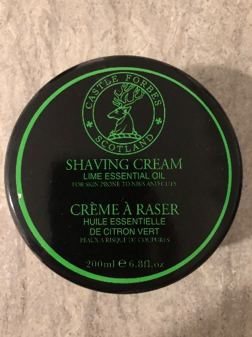 CASTLE FORBES
SCOTLAND
SHAVING CREAM
LIME ESSENTIAL OIL
FOR SKIN PRONE TO NIKS AND CUTS
CRÈME À RASER
HUILE ESSENTIELLE
DE CITRON VERT
PEAUX A RISQUE DE COUPURES
200ml e 6.8fl.oz